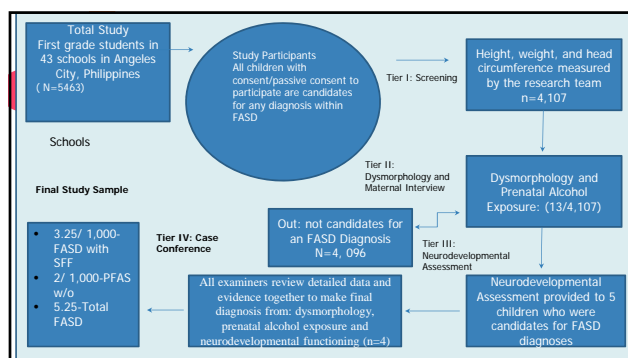 Total Study
First grade students in
43 schools in Angeles
City, Philippines
( N=5463)
Study Participants
All children with
consent/passive consent to
participate are candidates
for any diagnosis within
FASD
Tier I: Screening
Height, weight, and head
circumference measured
by the research team
n=4,107
Schools
Tier II:
Dysmorphology and
Maternal Interview
Dysmorphology and
Prenatal Alcohol
Exposure: (13/4,107)
Final Study Sample
Out: not candidates for
an FASD Diagnosis
N=4, 096
Tier III:
Neurodevelopmental
Assessment
• 3.25/ 1,000-
FASD with
SFF
• 2/ 1,000-PFAS
w/o
• 5.25-Total
FASD
Tier IV: Case
Conference
All examiners review detailed data and
evidence together to make final
diagnosis from: dysmorphology,
prenatal alcohol exposure and
neurodevelopmental functioning (n=4)
Neurodevelopmental
Assessment provided to 5
children who were
candidates for FASD
diagnoses